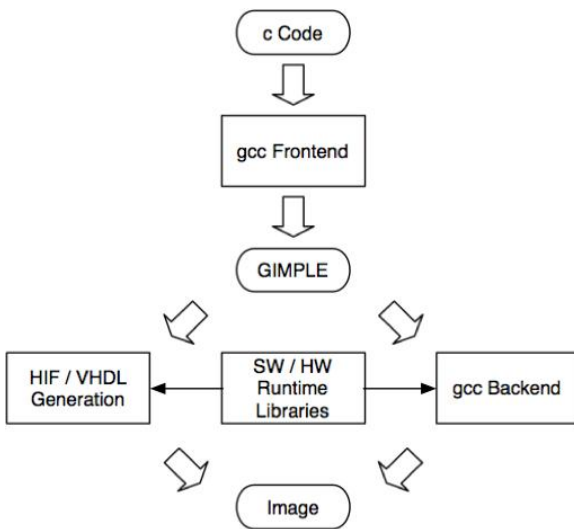 c Code
gcc Frontend
GIMPLE
HIF / VHDL
Generation
SW / HW
Runtime
Libraries
gcc Backend
Image